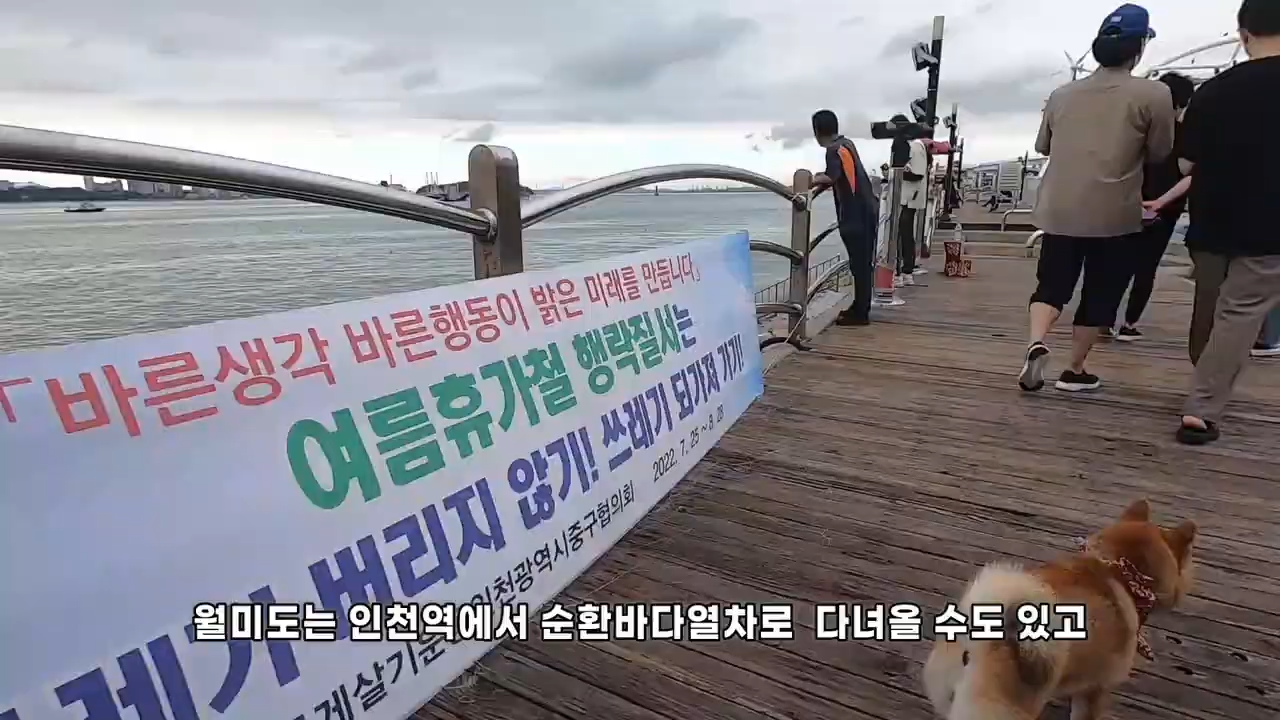 「바른생각 바른행동이 밝은 미래를 만듭니다」
여름휴가철 행락질서는
버리지 않기! 쓰레기 되가져 가기!
인천광역시중구협의회 2022. 7. 25 ~ 8. 28
월미도는 인천역에서 순환바다열차로 다녀올 수도 있고